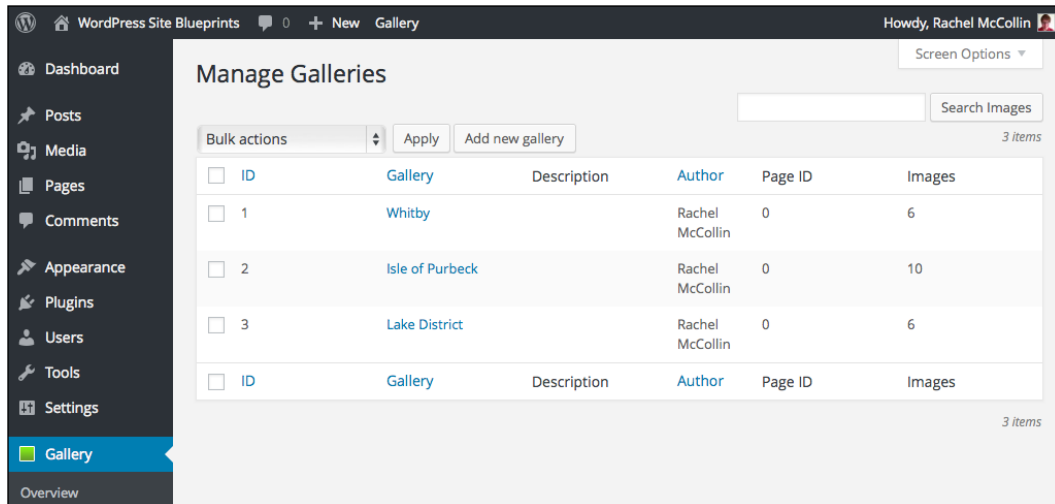 WordPress Site Blueprints 0 + New Gallery Howdy, Rachel McCollin
Screen Options ▼
Dashboard
Posts
Media
Pages
Comments
Appearance
Plugins
Users
Tools
Settings
Gallery
Overview
Manage Galleries
Search Images
Bulk actions Apply Add new gallery 3 items
ID Gallery Description Author Page ID Images
1 Whitby Rachel 0 6
McCollin
2 Isle of Purbeck Rachel 0 10
McCollin
3 Lake District Rachel 0 6
McCollin
ID Gallery Description Author Page ID Images
3 items